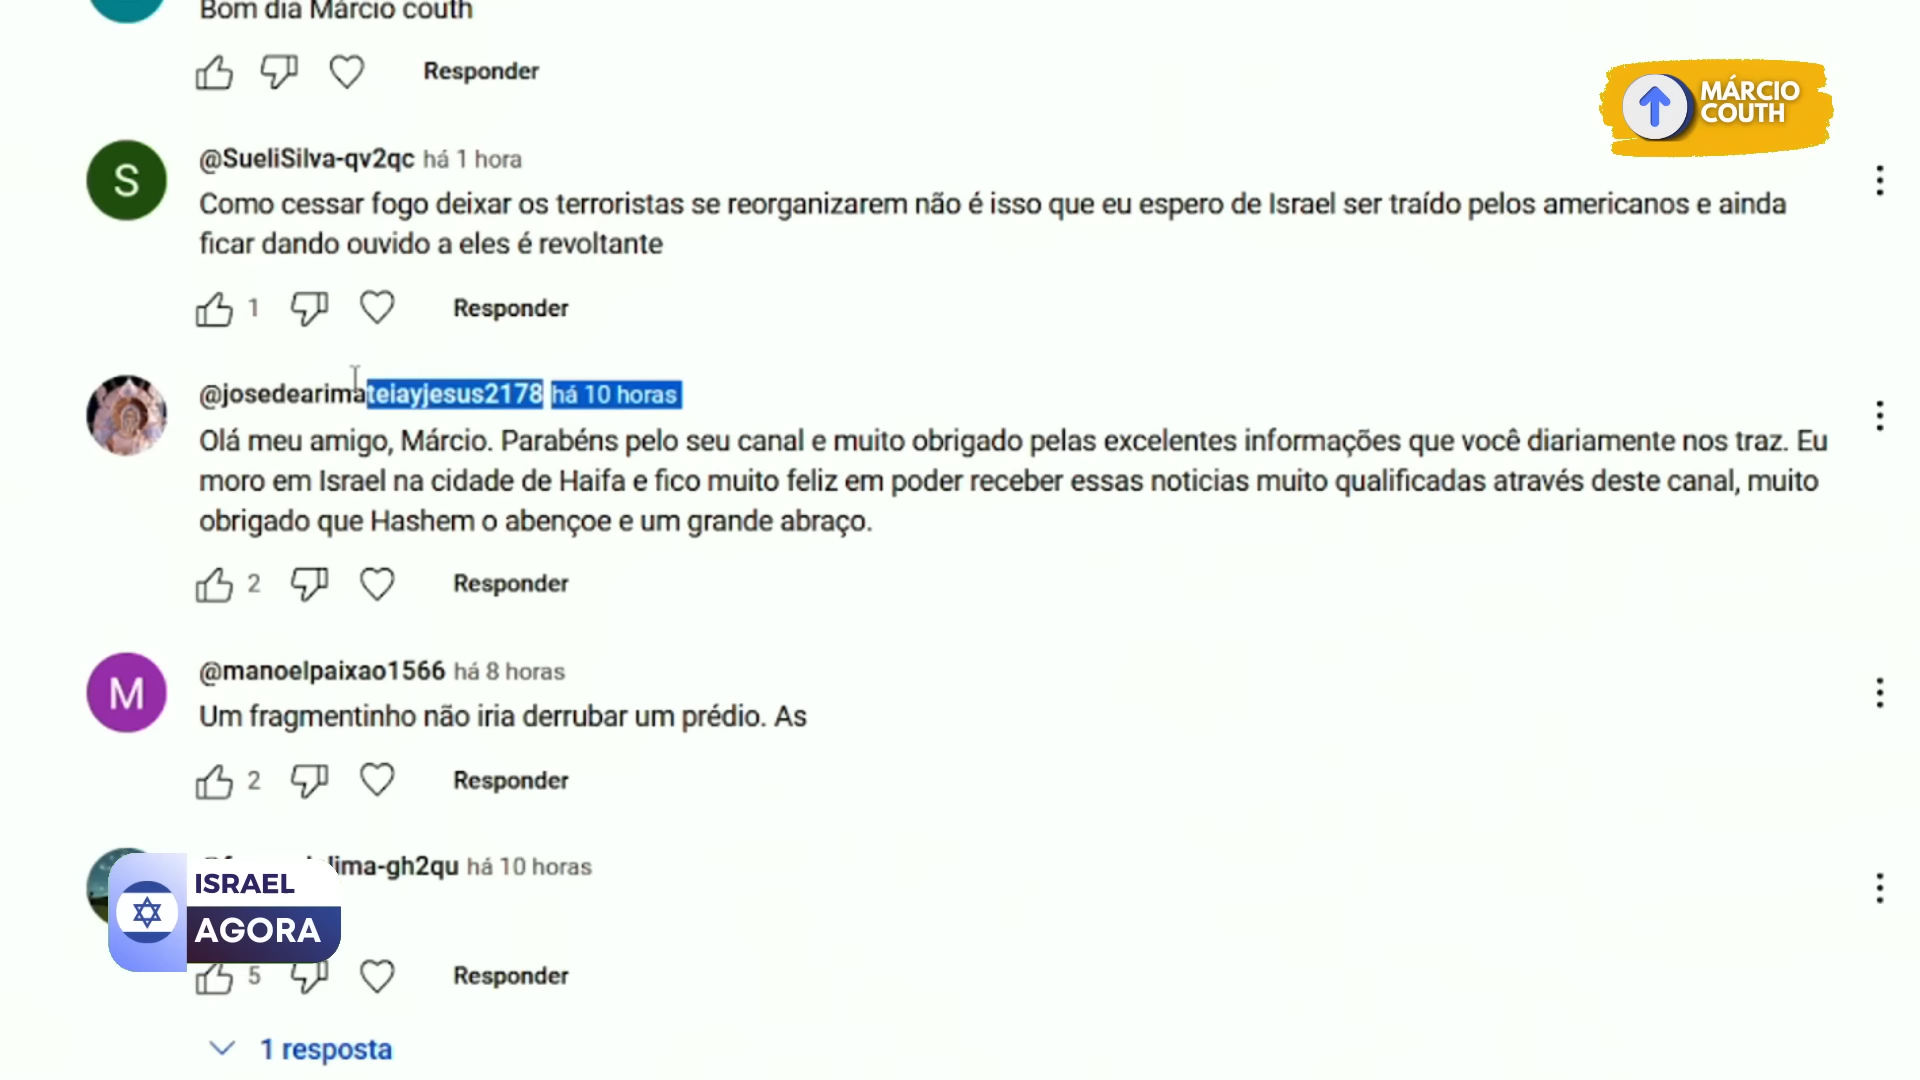 Bom dia Márcio couth
Responder
MÁRCIO
COUTH
S
@SueliSilva-qv2qc há 1 hora
Como cessar fogo deixar os terroristas se reorganizarem não é isso que eu espero de Israel ser traído pelos americanos e ainda
ficar dando ouvido a eles é revoltante
1
Responder
@josedearimateiayjesus2178 há 10 horas
Olá meu amigo, Márcio. Parabéns pelo seu canal e muito obrigado pelas excelentes informações que você diariamente nos traz. Eu
moro em Israel na cidade de Haifa e fico muito feliz em poder receber essas noticias muito qualificadas através deste canal, muito
obrigado que Hashem o abençoe e um grande abraço.
2
Responder
M
@manoelpaixao1566 há 8 horas
Um fragmentinho não iria derrubar um prédio. As
2
Responder
lima-gh2qu há 10 horas
ISRAEL
AGORA
5
Responder
1 resposta